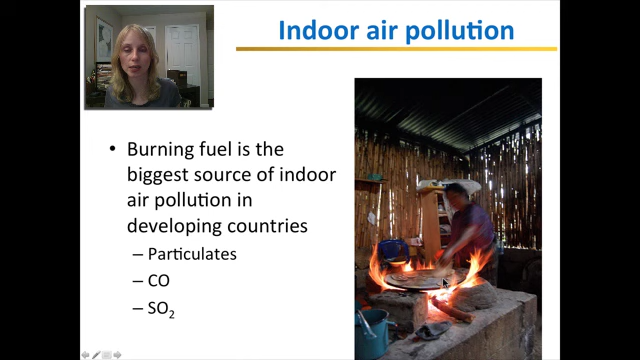 Indoor air pollution
• Burning fuel is the
biggest source of indoor
air pollution in
developing countries
– Particulates
– CO
– SO₂